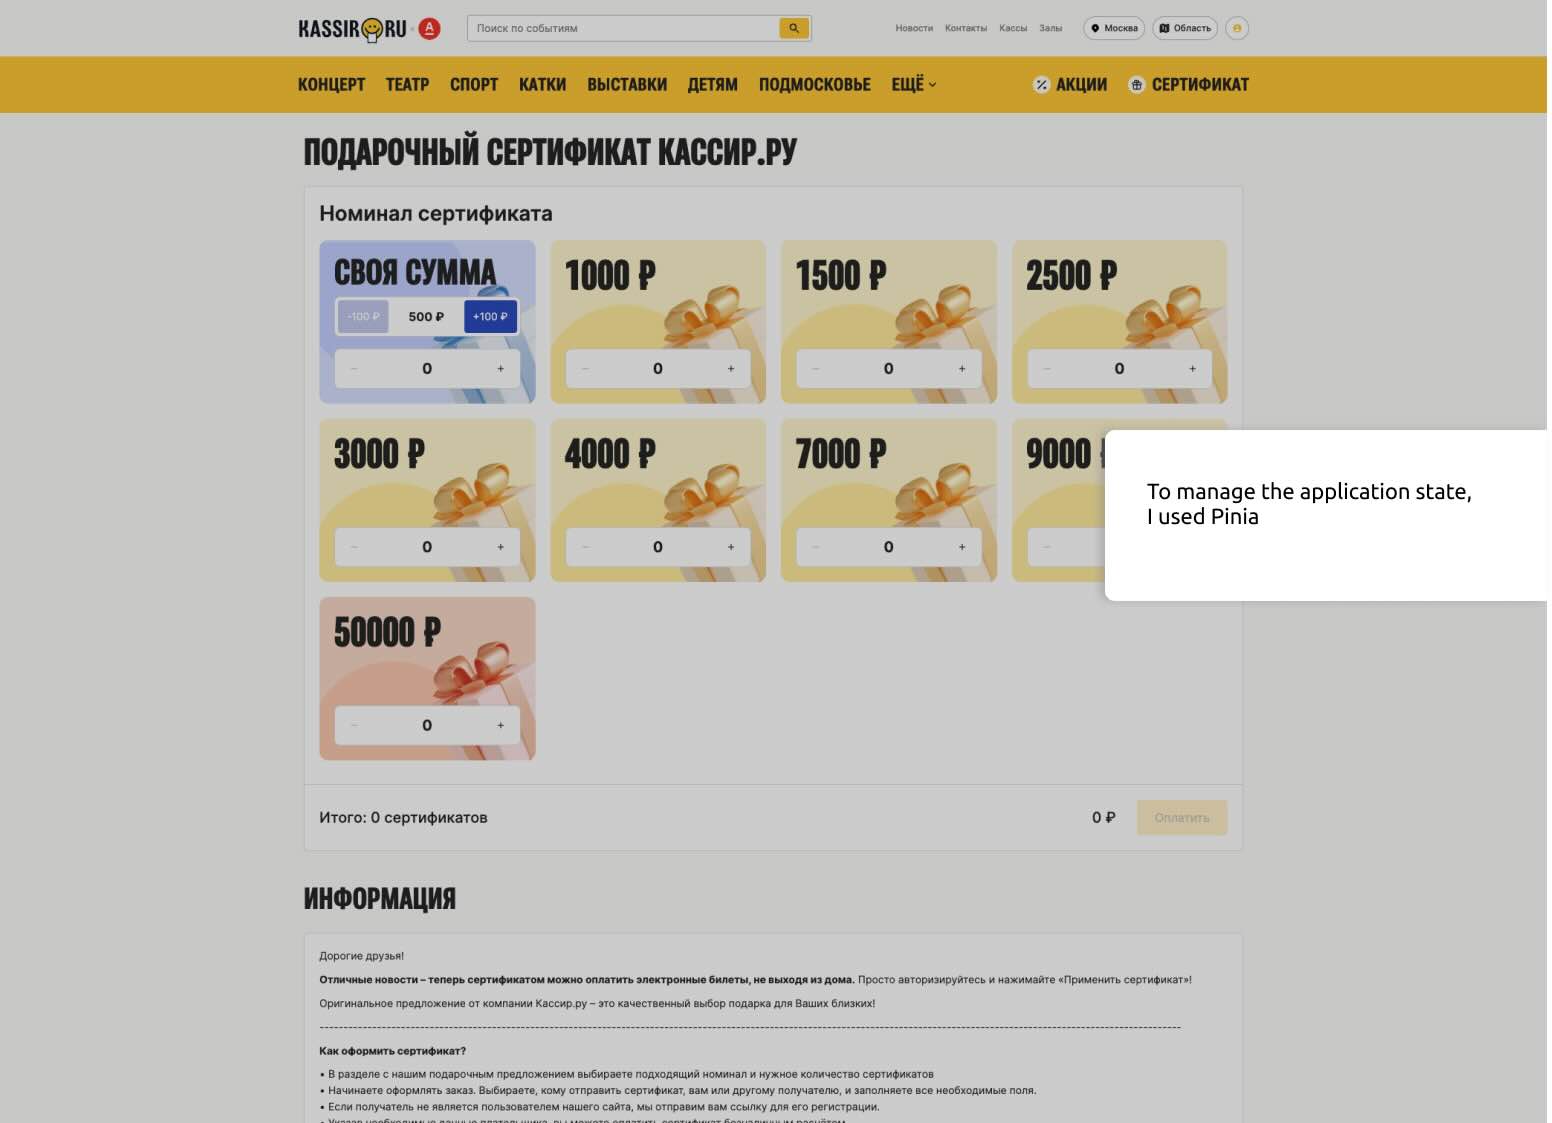 KASSIR RU А
Поиск по событиям
Новости Контакты Кассы Залы Москва Область
КОНЦЕРТ ТЕАТР СПОРТ КАТКИ ВЫСТАВКИ ДЕТЯМ ПОДМОСКОВЬЕ ЕЩЁ АКЦИИ СЕРТИФИКАТ
ПОДАРОЧНЫЙ СЕРТИФИКАТ КАССИР.РУ
Номинал сертификата
СВОЯ СУММА 1000 ₽ 1500 ₽ 2500 ₽
-100 ₽ 500 ₽ +100 ₽
− 0 + − 0 + − 0 + − 0 +
3000 ₽ 4000 ₽ 7000 ₽ 9000
− 0 + − 0 + − 0 + −
To manage the application state,
I used Pinia
50000 ₽
− 0 +
Итого: 0 сертификатов 0 ₽ Оплатить
ИНФОРМАЦИЯ
Дорогие друзья!
Отличные новости – теперь сертификатом можно оплатить электронные билеты, не выходя из дома. Просто авторизируйтесь и нажимайте «Применить сертификат»!
Оригинальное предложение от компании Кассир.ру – это качественный выбор подарка для Ваших близких!
Как оформить сертификат?
• В разделе с нашим подарочным предложением выбираете подходящий номинал и нужное количество сертификатов
• Начинаете оформлять заказ. Выбираете, кому отправить сертификат, вам или другому получателю, и заполняете все необходимые поля.
• Если получатель не является пользователем нашего сайта, мы отправим вам ссылку для его регистрации.